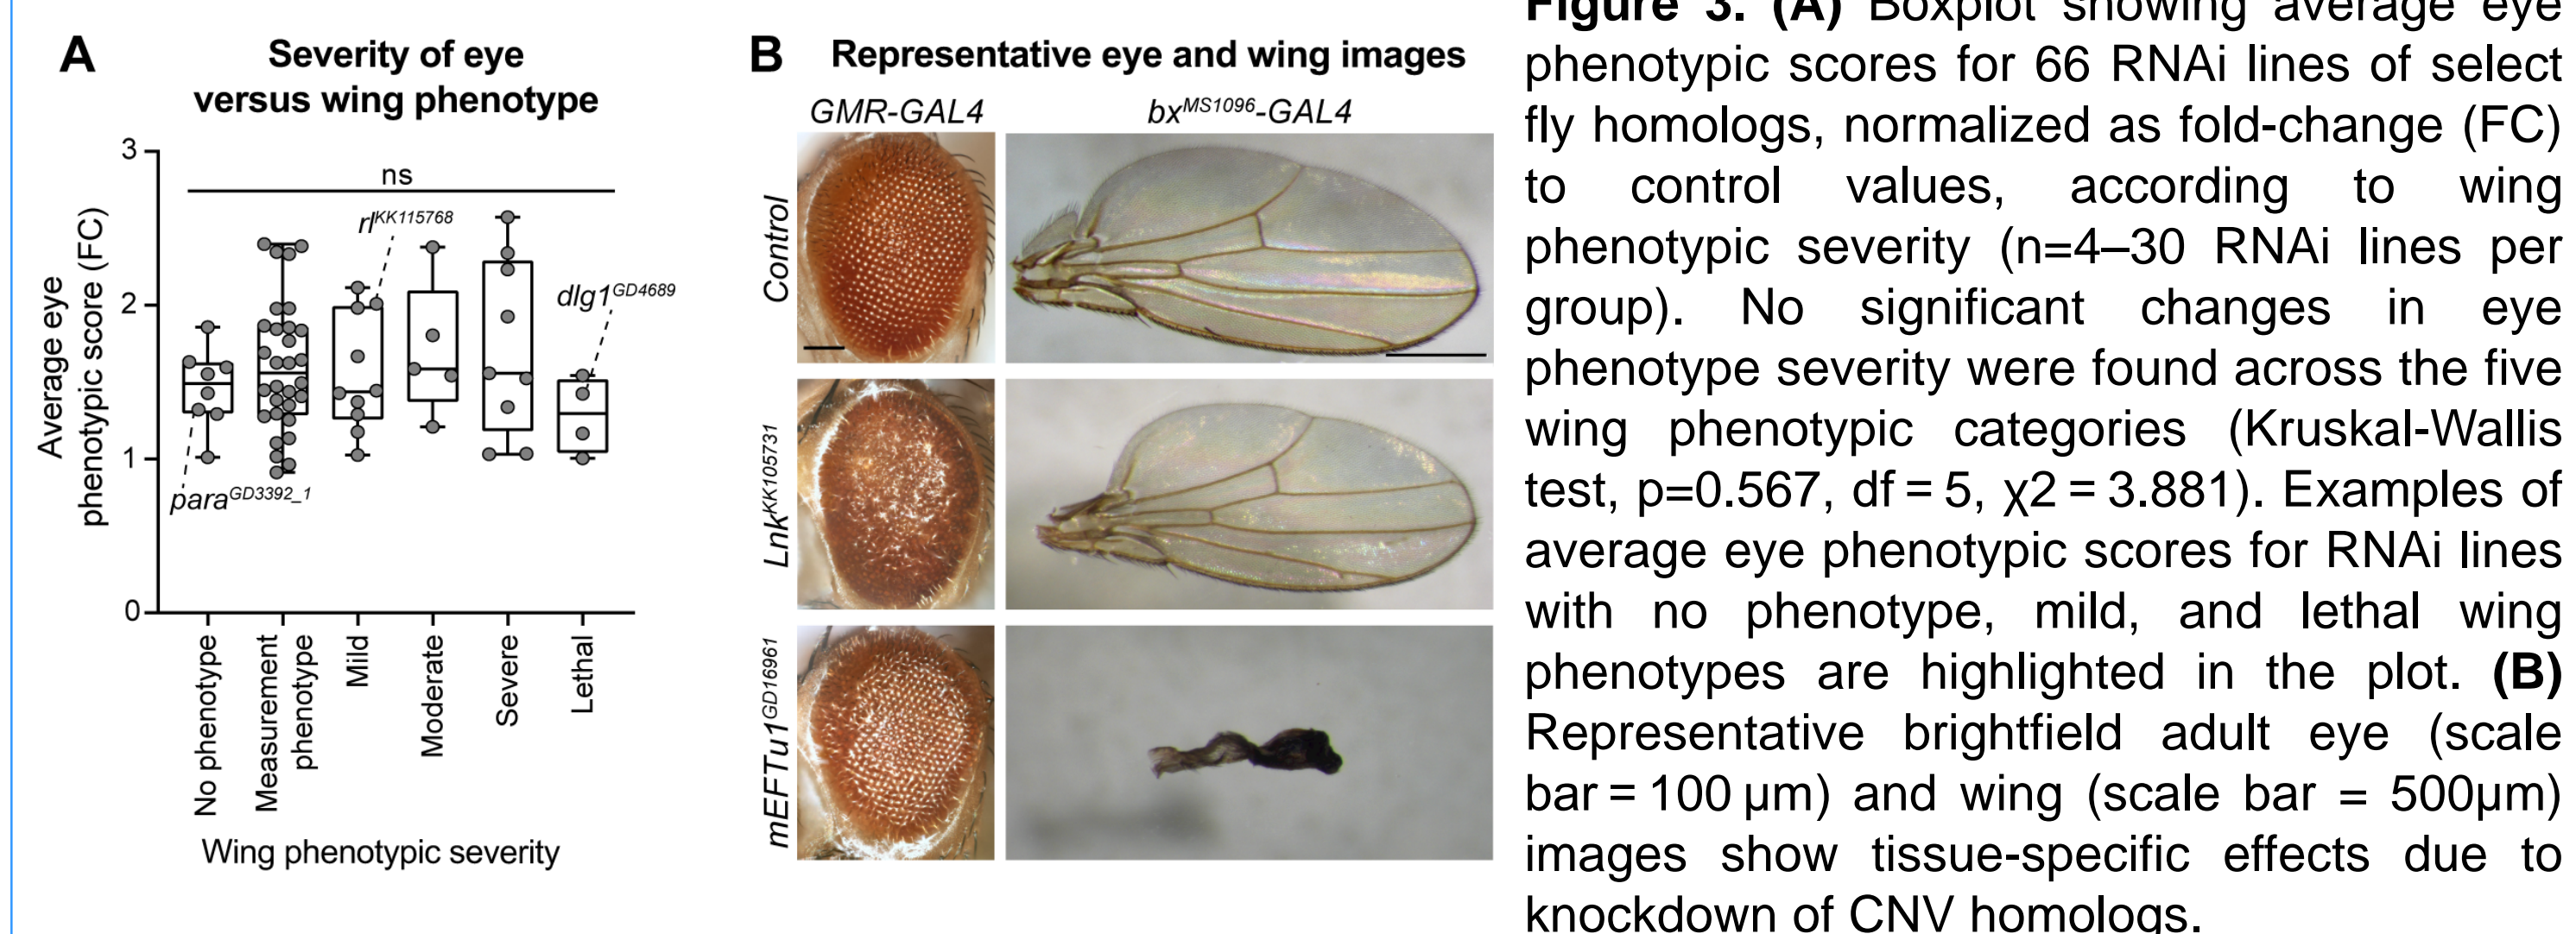 A
Severity of eye
versus wing phenotype
Average eye
phenotypic score (FC)
3
2
1
0
ns
rlKK115768
dlg1GD4689
paraGD3392_1
No phenotype
Measurement
phenotype
Mild
Moderate
Severe
Lethal
Wing phenotypic severity
B
Representative eye and wing images
GMR-GAL4
bxMS1096-GAL4
Control
LnkKK105731
mEFTu1GD16961
Figure 3. (A) Boxplot showing average eye
phenotypic scores for 66 RNAi lines of select
fly homologs, normalized as fold-change (FC)
to control values, according to wing
phenotypic severity (n=4–30 RNAi lines per
group). No significant changes in eye
phenotype severity were found across the five
wing phenotypic categories (Kruskal-Wallis
test, p=0.567, df = 5, χ2 = 3.881). Examples of
average eye phenotypic scores for RNAi lines
with no phenotype, mild, and lethal wing
phenotypes are highlighted in the plot. (B)
Representative brightfield adult eye (scale
bar = 100 µm) and wing (scale bar = 500µm)
images show tissue-specific effects due to
knockdown of CNV homologs.